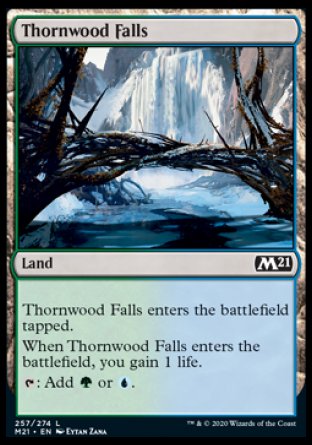 Thornwood Falls
Land
M21
Thornwood Falls enters the battlefield
tapped.
When Thornwood Falls enters the
battlefield, you gain 1 life.
: Add or .
257/274 L
M21 • EN Eytan Zana
™ & © 2020 Wizards of the Coast